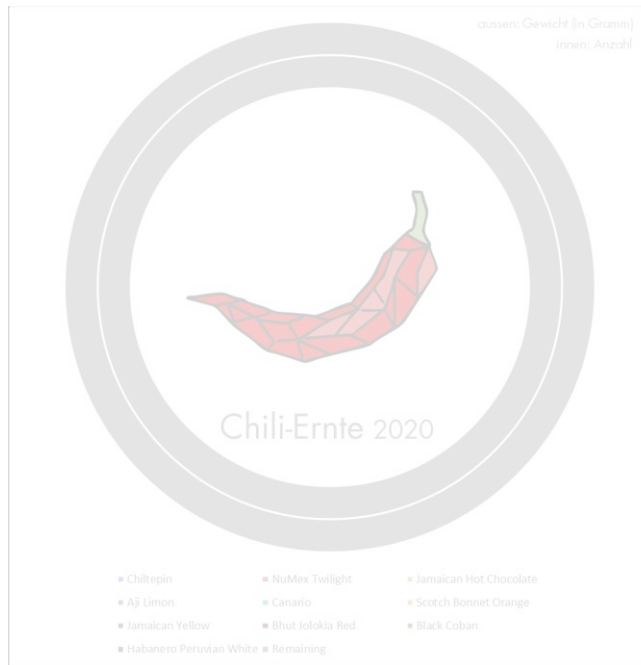 aussen: Gewicht (in Gramm)
innen: Anzahl
Chili-Ernte 2020
Chiltepin
NuMex Twilight
Jamaican Hot Chocolate
Aji Limon
Canario
Scotch Bonnet Orange
Jamaican Yellow
Bhut Jolokia Red
Black Coban
Habanero Peruvian White
Remaining